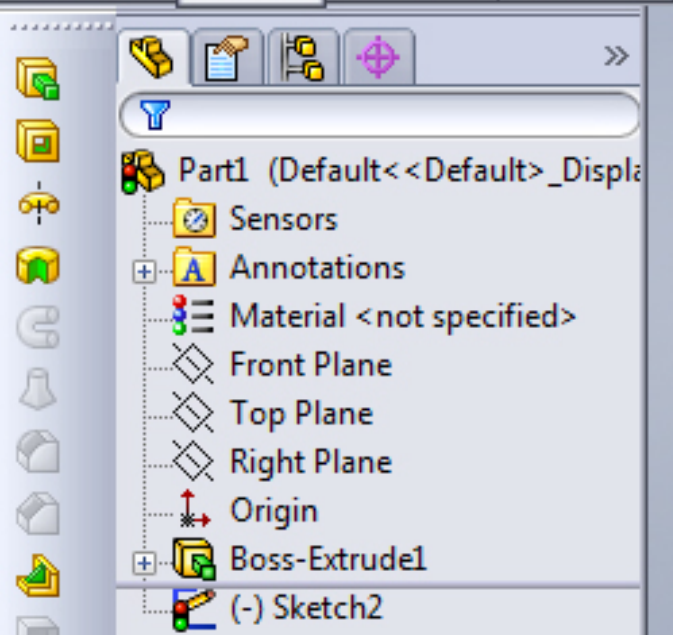 »
Part1 (Default<<Default>_Displa
Sensors
A Annotations
Material <not specified>
Front Plane
Top Plane
Right Plane
Origin
Boss-Extrude1
(-) Sketch2